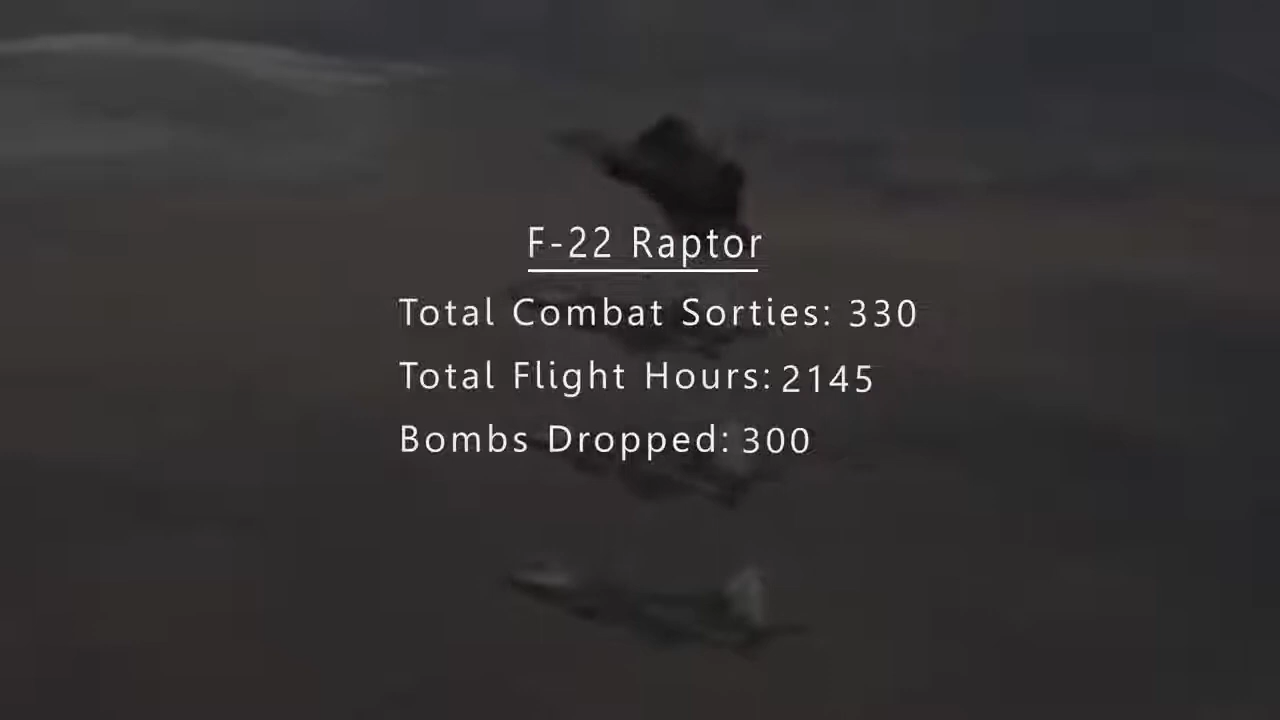 F-22 Raptor
Total Combat Sorties: 330
Total Flight Hours: 2145
Bombs Dropped: 300